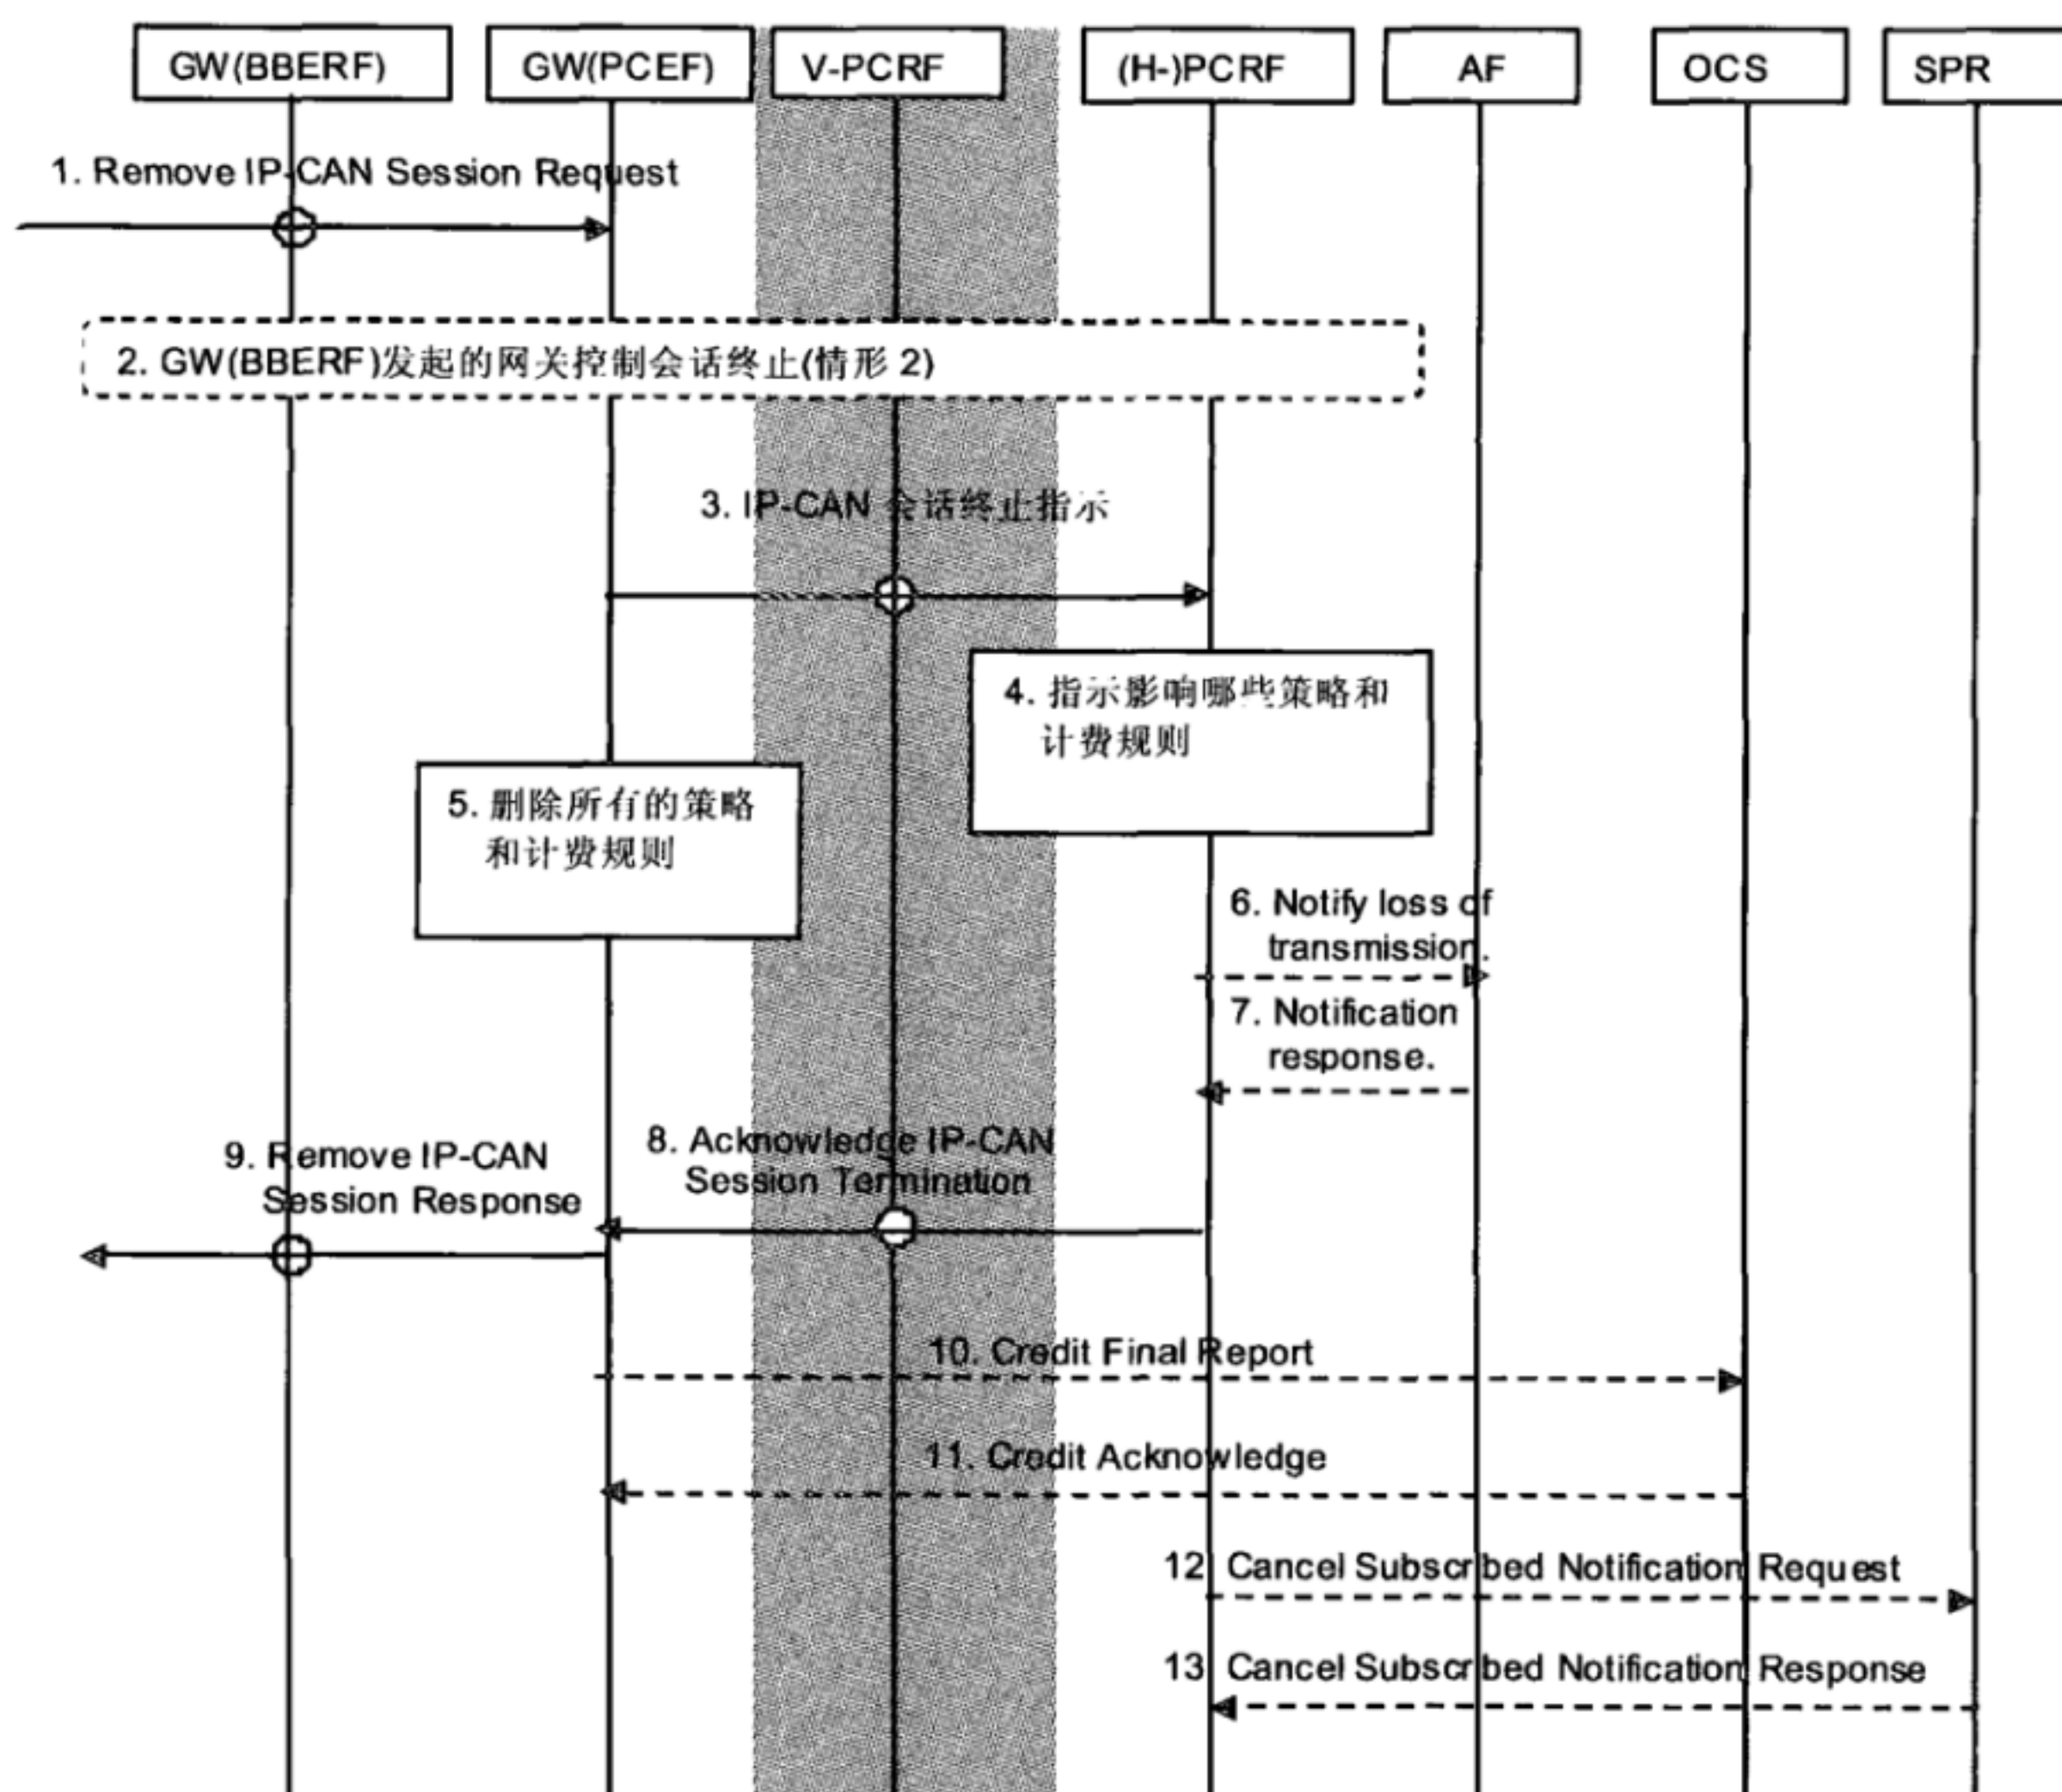 GW(BBERF)
GW(PCEF)
V-PCRF
(H-)PCRF
AF
OCS
SPR
1. Remove IP-CAN Session Request
2. GW(BBERF)发起的网关控制会话终止(情形 2)
3. IP-CAN 会话终止指示
4. 指示影响哪些策略和
计费规则
5. 删除所有的策略
和计费规则
6. Notify loss of
transmission.
7. Notification
response.
8. Acknowledge IP-CAN
Session Termination
9. Remove IP-CAN
Session Response
10. Credit Final Report
11. Credit Acknowledge
12 Cancel Subscribed Notification Request
13 Cancel Subscribed Notification Response